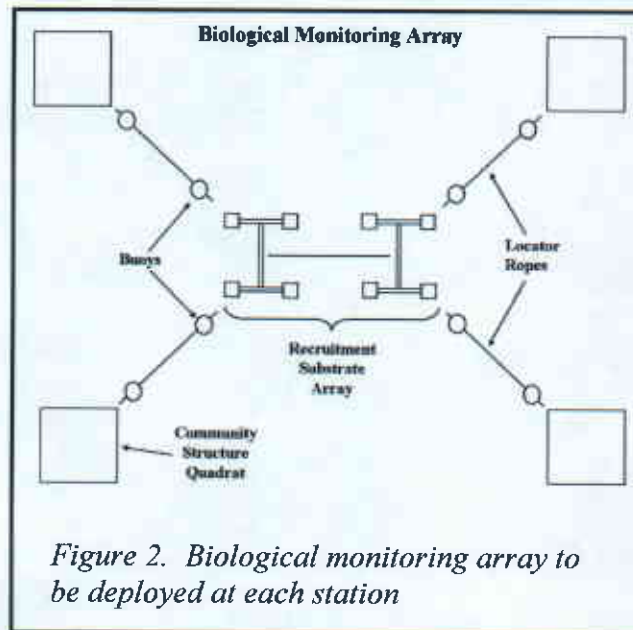 Biological Monitoring Array
Buoys
Locator
Ropes
Recruitment
Substrate
Array
Community
Structure
Quadrat
Figure 2. Biological monitoring array to
be deployed at each station